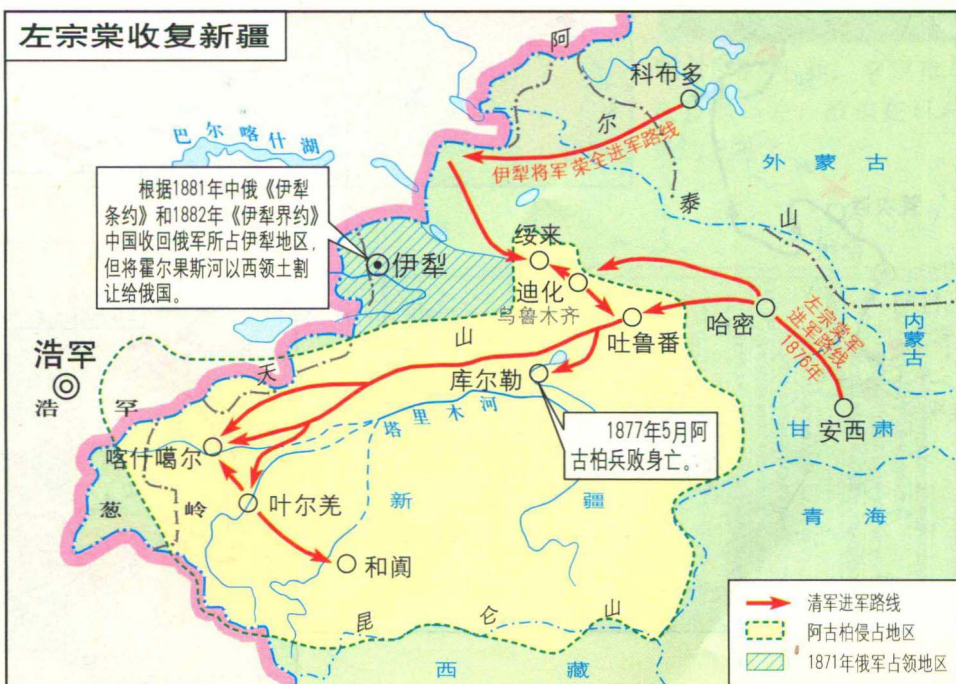 左宗棠收复新疆
阿
尔
泰
山
科布多
巴尔喀什湖
伊犁将军荣全进军路线
外蒙古
根据1881年中俄《伊犁
条约》和1882年《伊犁界约》
中国收回俄军所占伊犁地区,
但将霍尔果斯河以西领土割
让给俄国。
伊犁
绥来
迪化
乌鲁木齐
吐鲁番
哈密
左宗棠军
进军路线
1876年
内蒙古
浩罕
浩罕
天山
库尔勒
塔里木河
1877年5月阿
古柏兵败身亡。
甘肃
安西
喀什噶尔
叶尔羌
葱岭
新疆
青海
和阗
昆仑山
西藏
清军进军路线
阿古柏侵占地区
1871年俄军占领地区